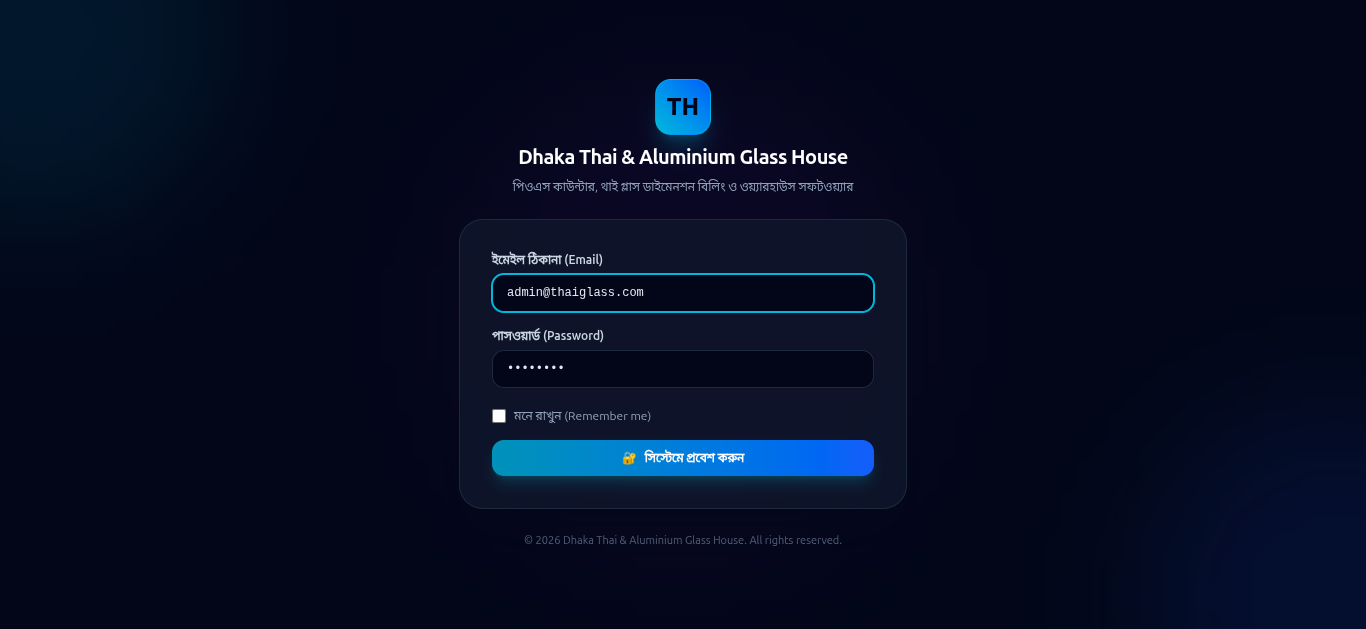 TH
Dhaka Thai & Aluminium Glass House
পিওএস কাউন্টার, থাই গ্লাস ডাইমেনশন বিলিং ও ওয়্যারহাউস সফটওয়্যার
ইমেইল ঠিকানা (Email)
admin@thaiglass.com
পাসওয়ার্ড (Password)
••••••••
মনে রাখুন (Remember me)
🔐 সিস্টেমে প্রবেশ করুন
© 2026 Dhaka Thai & Aluminium Glass House. All rights reserved.